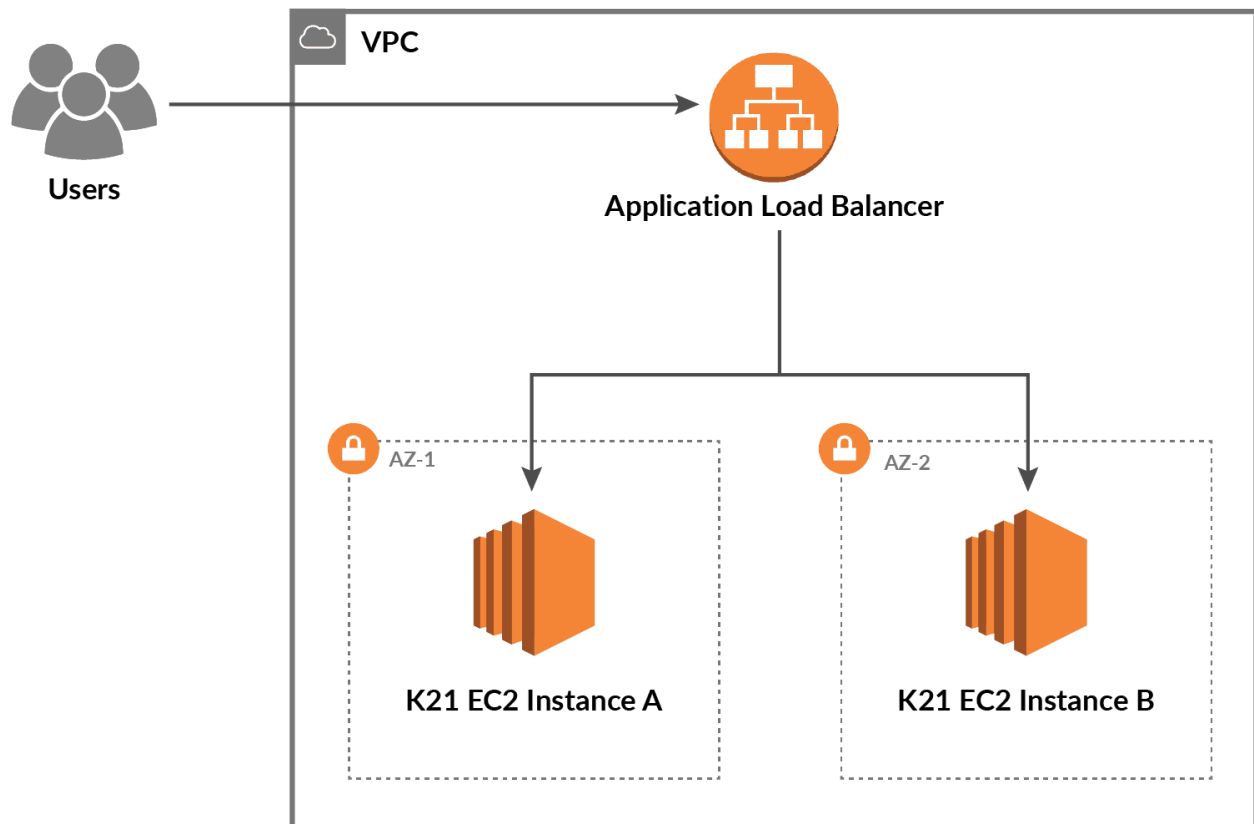 VPC
Users
Application Load Balancer
AZ-1
AZ-2
K21 EC2 Instance A
K21 EC2 Instance B